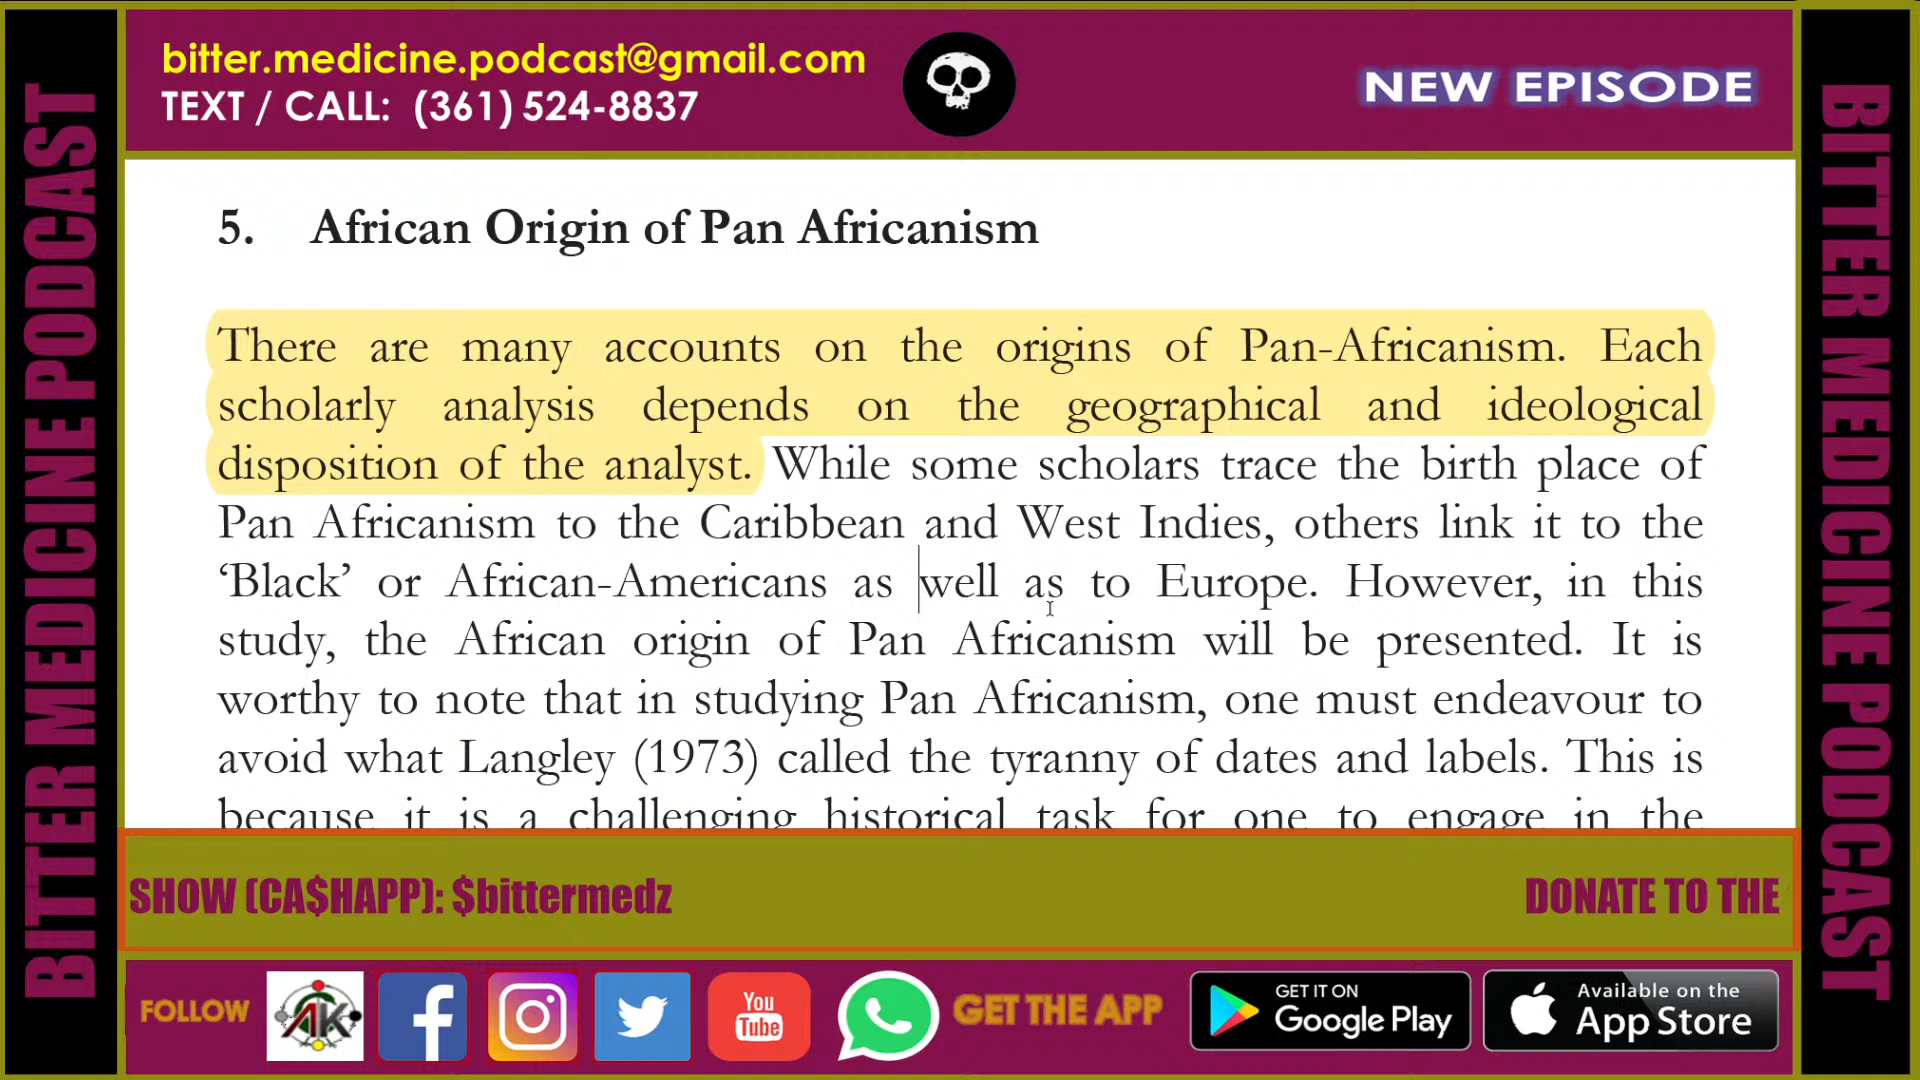 BITTER MEDICINE PODCAST
bitter.medicine.podcast@gmail.com
TEXT / CALL: (361) 524-8837
NEW EPISODE
5. African Origin of Pan Africanism
There are many accounts on the origins of Pan-Africanism. Each
scholarly analysis depends on the geographical and ideological
disposition of the analyst. While some scholars trace the birth place of
Pan Africanism to the Caribbean and West Indies, others link it to the
‘Black’ or African-Americans as well as to Europe. However, in this
study, the African origin of Pan Africanism will be presented. It is
worthy to note that in studying Pan Africanism, one must endeavour to
avoid what Langley (1973) called the tyranny of dates and labels. This is
because it is a challenging historical task for one to engage in the
SHOW (CA$HAPP): $bittermedz
DONATE TO THE
FOLLOW
AK
You
Tube
GET THE APP
GET IT ON
Google Play
Available on the
App Store
BITTER MEDICINE PODCAST